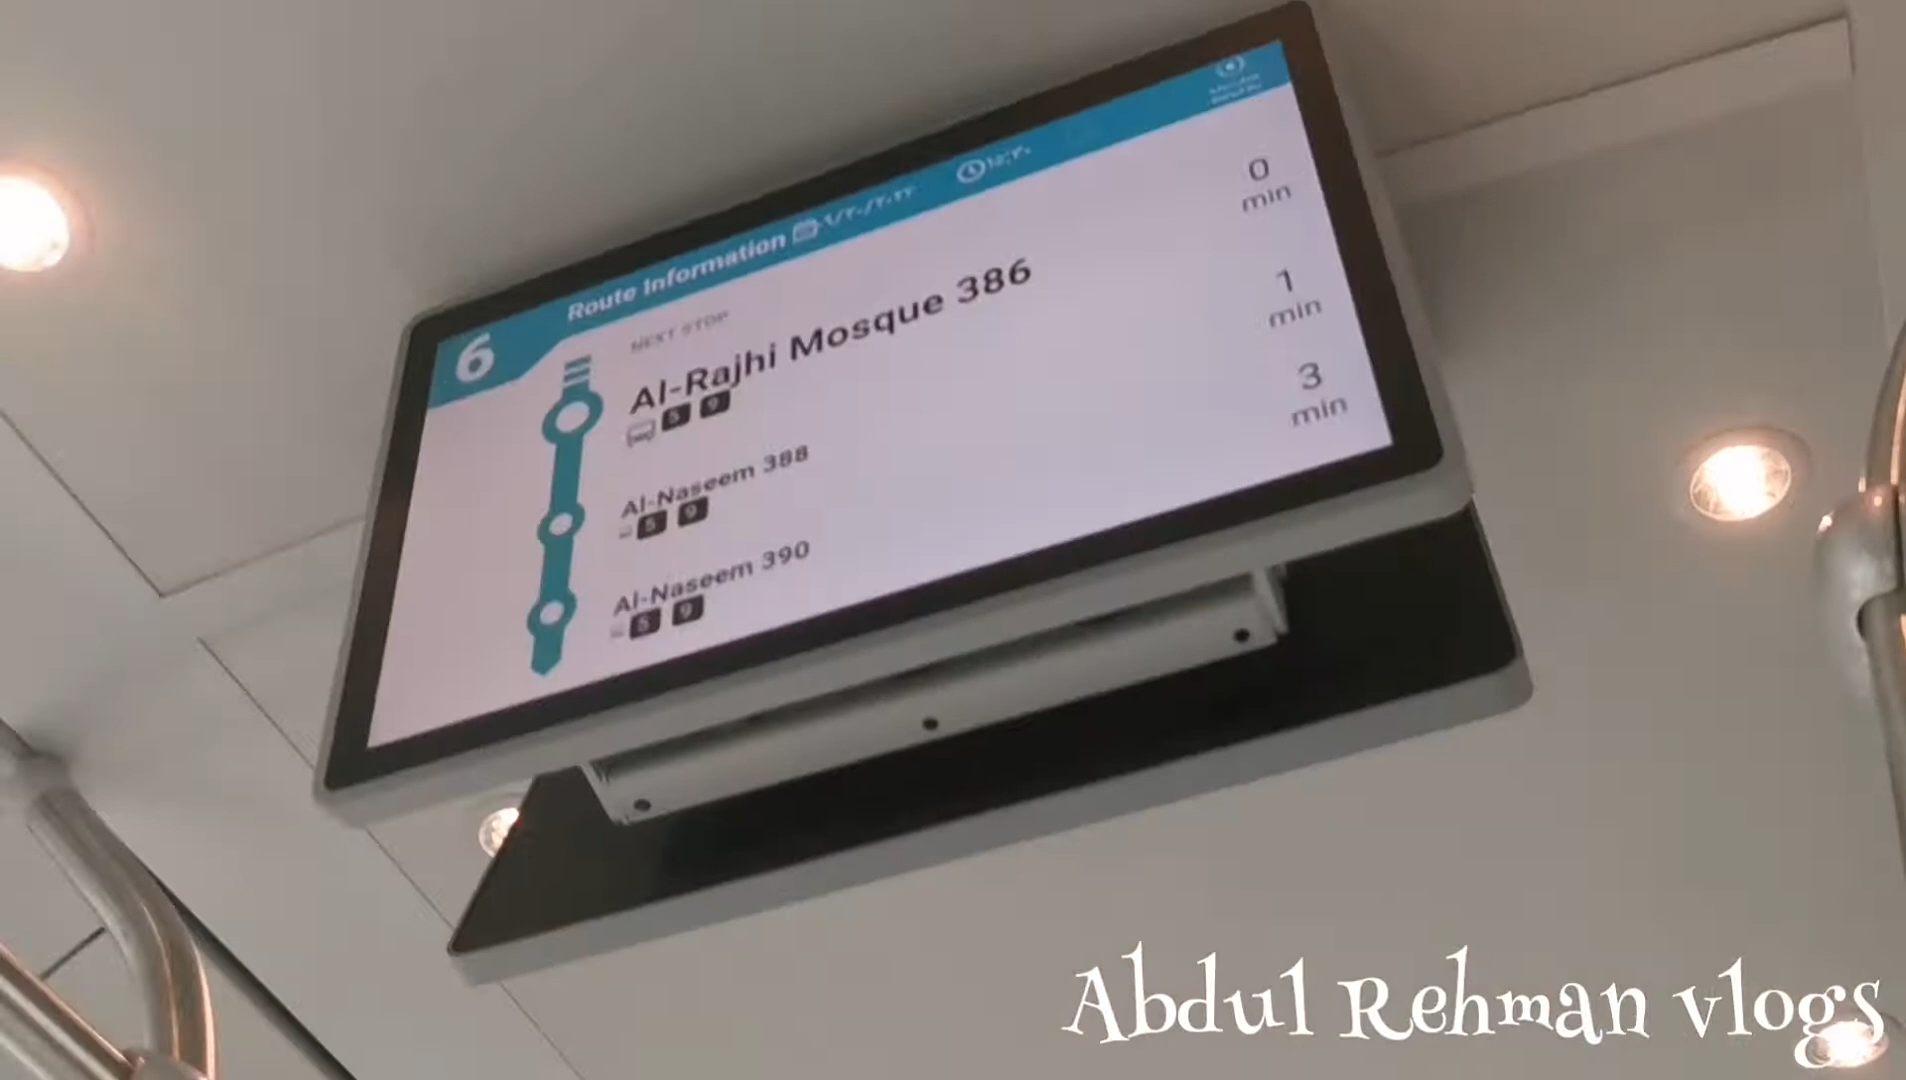 6
Route Information
NEXT STOP
Al-Rajhi Mosque 386
0 min
5 9
Al-Naseem 388
1 min
5 9
Al-Naseem 390
3 min
5 9
Abdul Rehman vlogs